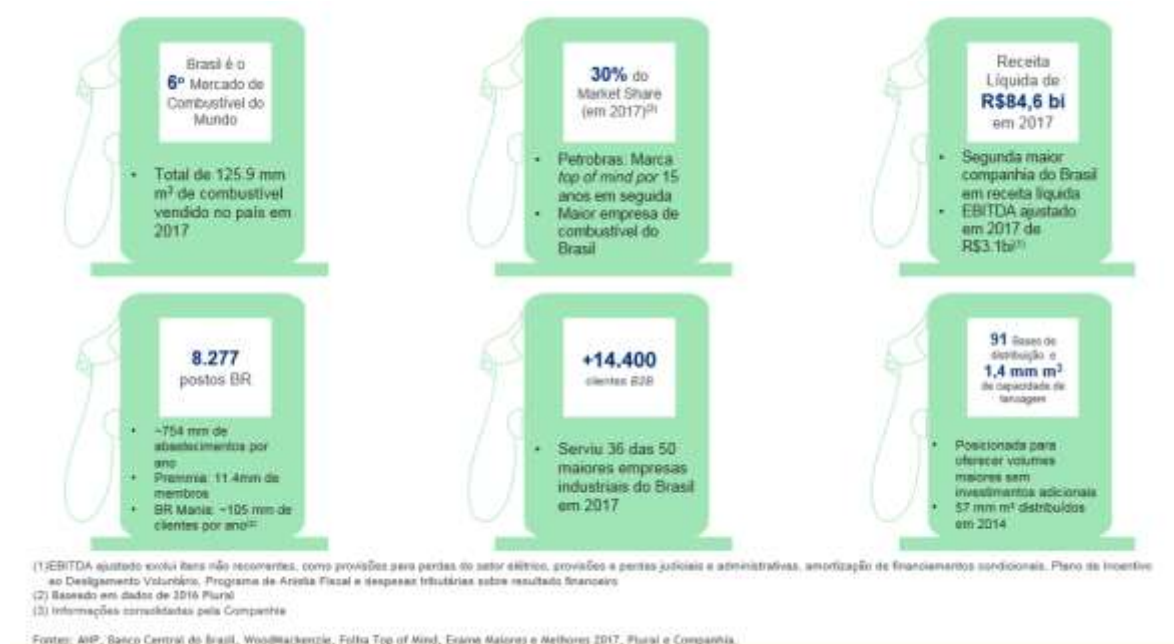 Brasil é o
6º Mercado de
Combustível do
Mundo
• Total de 125.9 mm
m³ de combustível
vendido no país em
2017
30% do
Market Share
(em 2017)⁽³⁾
• Petrobras: Marca
top of mind por 15
anos em seguida
• Maior empresa de
combustível do
Brasil
Receita
Líquida de
R$84,6 bi
em 2017
• Segunda maior
companhia do Brasil
em receita líquida
• EBITDA ajustado
em 2017 de
R$3.1bi⁽¹⁾
8.277
postos BR
• ~754 mm de
abastecimentos por
ano
• Premmia: 11.4mm de
membros
• BR Mania: ~105 mm de
clientes por ano⁽²⁾
+14.400
clientes B2B
• Serviu 36 das 50
maiores empresas
industriais do Brasil
em 2017
91 Bases de
distribuição e
1,4 mm m³
de capacidade de
tancagem
• Posicionada para
oferecer volumes
maiores sem
investimentos adicionais
• 57 mm m³ distribuídos
em 2014
(1)EBITDA ajustado exclui itens não recorrentes, como provisões para perdas do setor elétrico, provisões e perdas judiciais e administrativas, amortização de financiamentos condicionais, Plano de Incentivo
ao Desligamento Voluntário, Programa de Anistia Fiscal e despesas tributárias sobre resultado financeiro
(2) Baseado em dados de 2016 Plural
(3) Informações consolidadas pela Companhia
Fontes: ANP, Banco Central do Brasil, WoodMackenzie, Folha Top of Mind, Exame Maiores e Melhores 2017, Plural e Companhia.